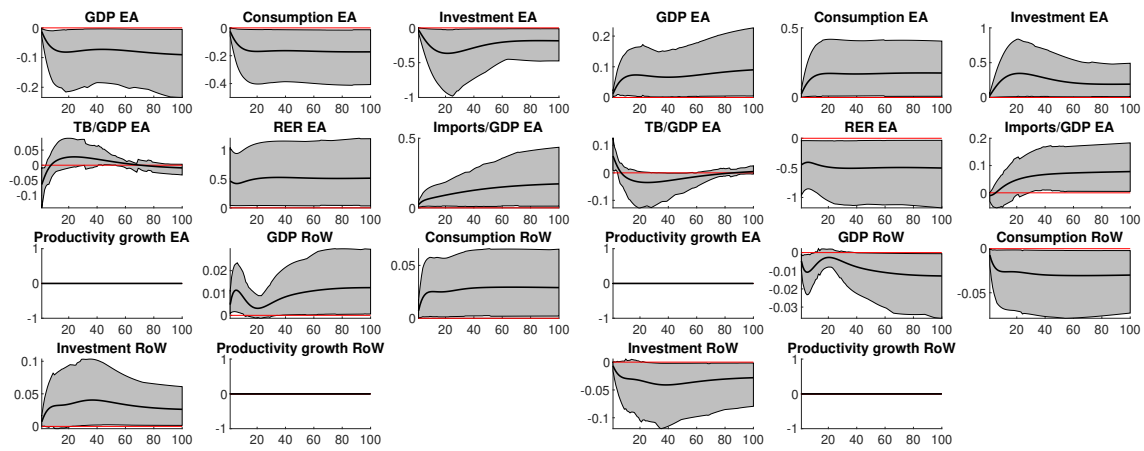 GDP EA Consumption EA Investment EA GDP EA Consumption EA Investment EA
0 -0.1 -0.2 0 -0.2 -0.4 0 -0.5 -1 0.2 0.1 0 0.5 0 1 0.5 0
20 40 60 80 100 20 40 60 80 100 20 40 60 80 100 20 40 60 80 100 20 40 60 80 100 20 40 60 80 100
TB/GDP EA RER EA Imports/GDP EA TB/GDP EA RER EA Imports/GDP EA
0.05 0 -0.05 -0.1 1 0.5 0 0.5 0 0.1 0 -0.1 0 -0.5 -1 0.2 0.1 0
20 40 60 80 100 20 40 60 80 100 20 40 60 80 100 20 40 60 80 100 20 40 60 80 100 20 40 60 80 100
Productivity growth EA GDP RoW Consumption RoW Productivity growth EA GDP RoW Consumption RoW
1 0 -1 0.02 0.01 0 0.05 0 1 0 -1 0 -0.01 -0.02 -0.03 0 -0.05
20 40 60 80 100 20 40 60 80 100 20 40 60 80 100 20 40 60 80 100 20 40 60 80 100 20 40 60 80 100
Investment RoW Productivity growth RoW Investment RoW Productivity growth RoW
0.1 0.05 0 1 0 -1 0 -0.05 -0.1 1 0 -1
20 40 60 80 100 20 40 60 80 100 20 40 60 80 100 20 40 60 80 100